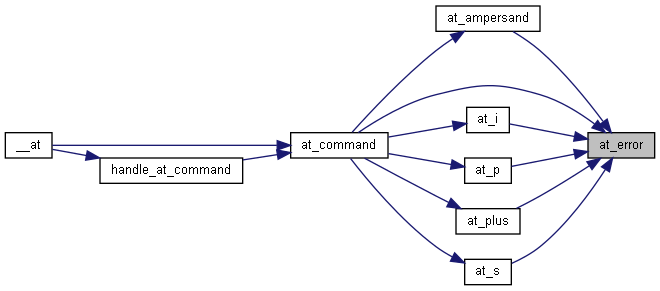 at_ampersand
at_i
at_error
__at
at_command
handle_at_command
at_p
at_plus
at_s